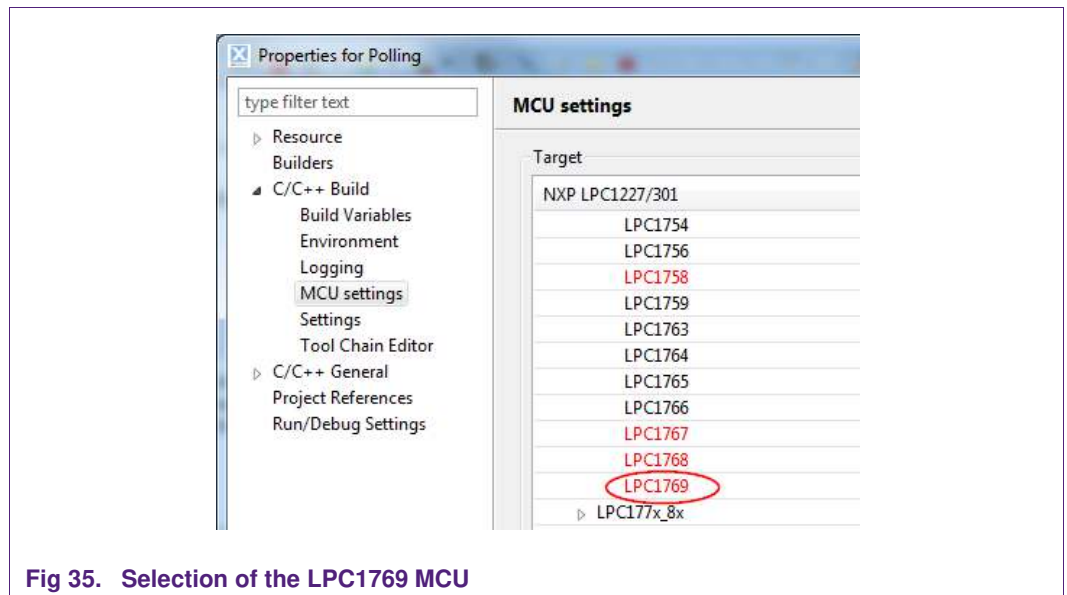 Properties for Polling
type filter text
Resource
Builders
C/C++ Build
Build Variables
Environment
Logging
MCU settings
Settings
Tool Chain Editor
C/C++ General
Project References
Run/Debug Settings
MCU settings
Target
NXP LPC1227/301
LPC1754
LPC1756
LPC1758
LPC1759
LPC1763
LPC1764
LPC1765
LPC1766
LPC1767
LPC1768
LPC1769
LPC177x_8x
Fig 35. Selection of the LPC1769 MCU